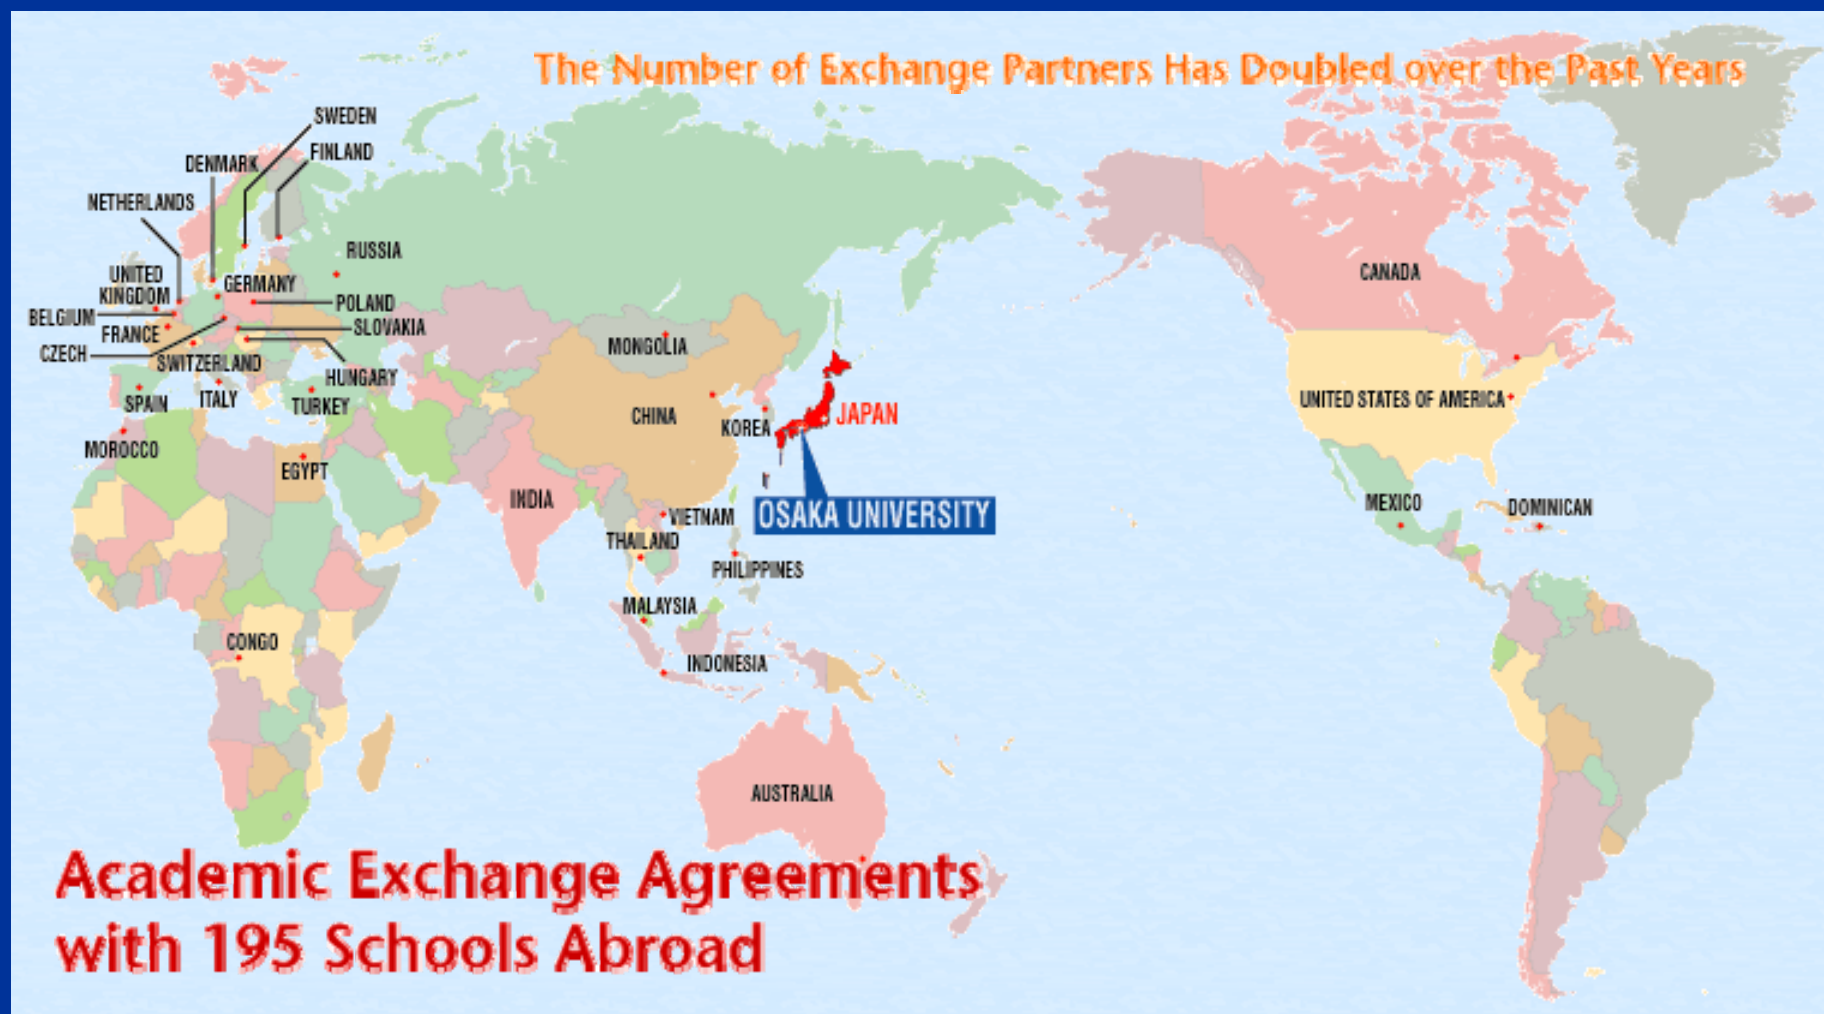 The Number of Exchange Partners Has Doubled over the Past Years
SWEDEN
FINLAND
DENMARK
NETHERLANDS
RUSSIA
UNITED
KINGDOM
GERMANY
POLAND
BELGIUM
FRANCE
SLOVAKIA
CZECH
SWITZERLAND
HUNGARY
SPAIN
ITALY
TURKEY
MOROCCO
EGYPT
MONGOLIA
CHINA
KOREA
JAPAN
INDIA
OSAKA UNIVERSITY
VIETNAM
THAILAND
PHILIPPINES
MALAYSIA
CONGO
INDONESIA
AUSTRALIA
CANADA
UNITED STATES OF AMERICA
MEXICO
DOMINICAN
Academic Exchange Agreements
with 195 Schools Abroad